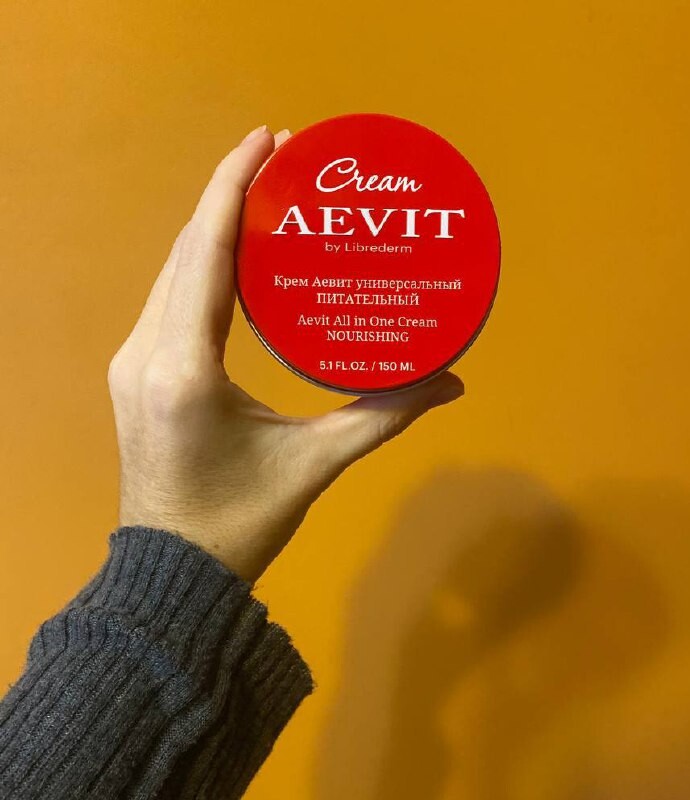 Cream
AEVIT
by Librederm
Крем Аевит универсальный
ПИТАТЕЛЬНЫЙ
Aevit All in One Cream
NOURISHING
5.1 FL.OZ. / 150 ML